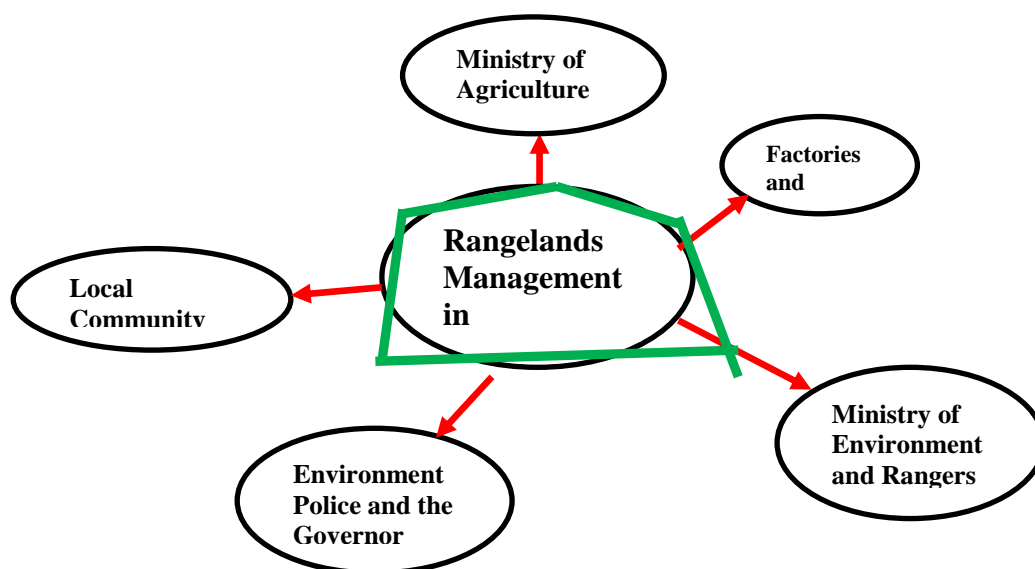 Ministry of
Agriculture
Factories
and
Rangelands
Management
in
Local
Community
Ministry of
Environment
and Rangers
Environment
Police and the
Governor